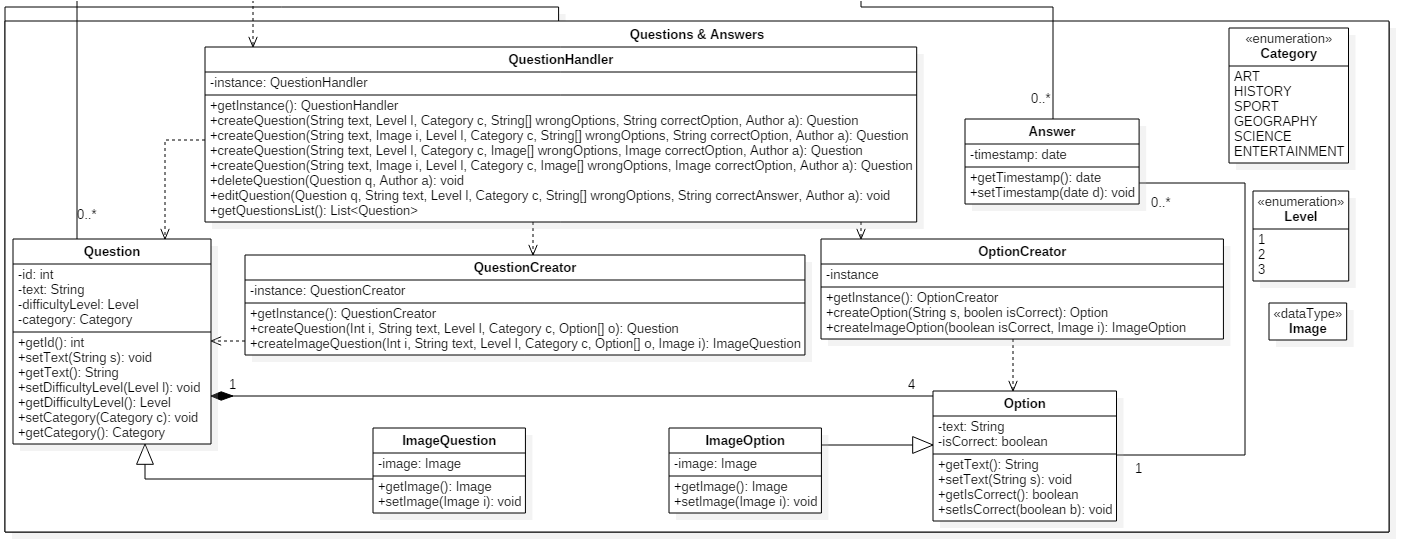 Questions & Answers
QuestionHandler
-instance: QuestionHandler
+getInstance(): QuestionHandler
+createQuestion(String text, Level l, Category c, String[] wrongOptions, String correctOption, Author a): Question
+createQuestion(String text, Image i, Level l, Category c, String[] wrongOptions, String correctOption, Author a): Question
+createQuestion(String text, Level l, Category c, Image[] wrongOptions, Image correctOption, Author a): Question
+createQuestion(String text, Image i, Level l, Category c, Image[] wrongOptions, Image correctOption, Author a): Question
+deleteQuestion(Question q, Author a): void
+editQuestion(Question q, String text, Level l, Category c, String[] wrongOptions, String correctAnswer, Author a): void
+getQuestionsList(): List<Question>
0..*
Answer
-timestamp: date
+getTimestamp(): date
+setTimestamp(date d): void
0..*
«enumeration»
Category
ART
HISTORY
SPORT
GEOGRAPHY
SCIENCE
ENTERTAINMENT
«enumeration»
Level
1
2
3
«dataType»
Image
0..*
Question
-id: int
-text: String
-difficultyLevel: Level
-category: Category
+getId(): int
+setText(String s): void
+getText(): String
+setDifficultyLevel(Level l): void
+getDifficultyLevel(): Level
+setCategory(Category c): void
+getCategory(): Category
QuestionCreator
-instance: QuestionCreator
+getInstance(): QuestionCreator
+createQuestion(Int i, String text, Level l, Category c, Option[] o): Question
+createImageQuestion(Int i, String text, Level l, Category c, Option[] o, Image i): ImageQuestion
OptionCreator
-instance
+getInstance(): OptionCreator
+createOption(String s, boolen isCorrect): Option
+createImageOption(boolean isCorrect, Image i): ImageOption
1
4
ImageQuestion
-image: Image
+getImage(): Image
+setImage(Image i): void
ImageOption
-image: Image
+getImage(): Image
+setImage(Image i): void
Option
-text: String
-isCorrect: boolean
+getText(): String
+setText(String s): void
+getIsCorrect(): boolean
+setIsCorrect(boolean b): void
1